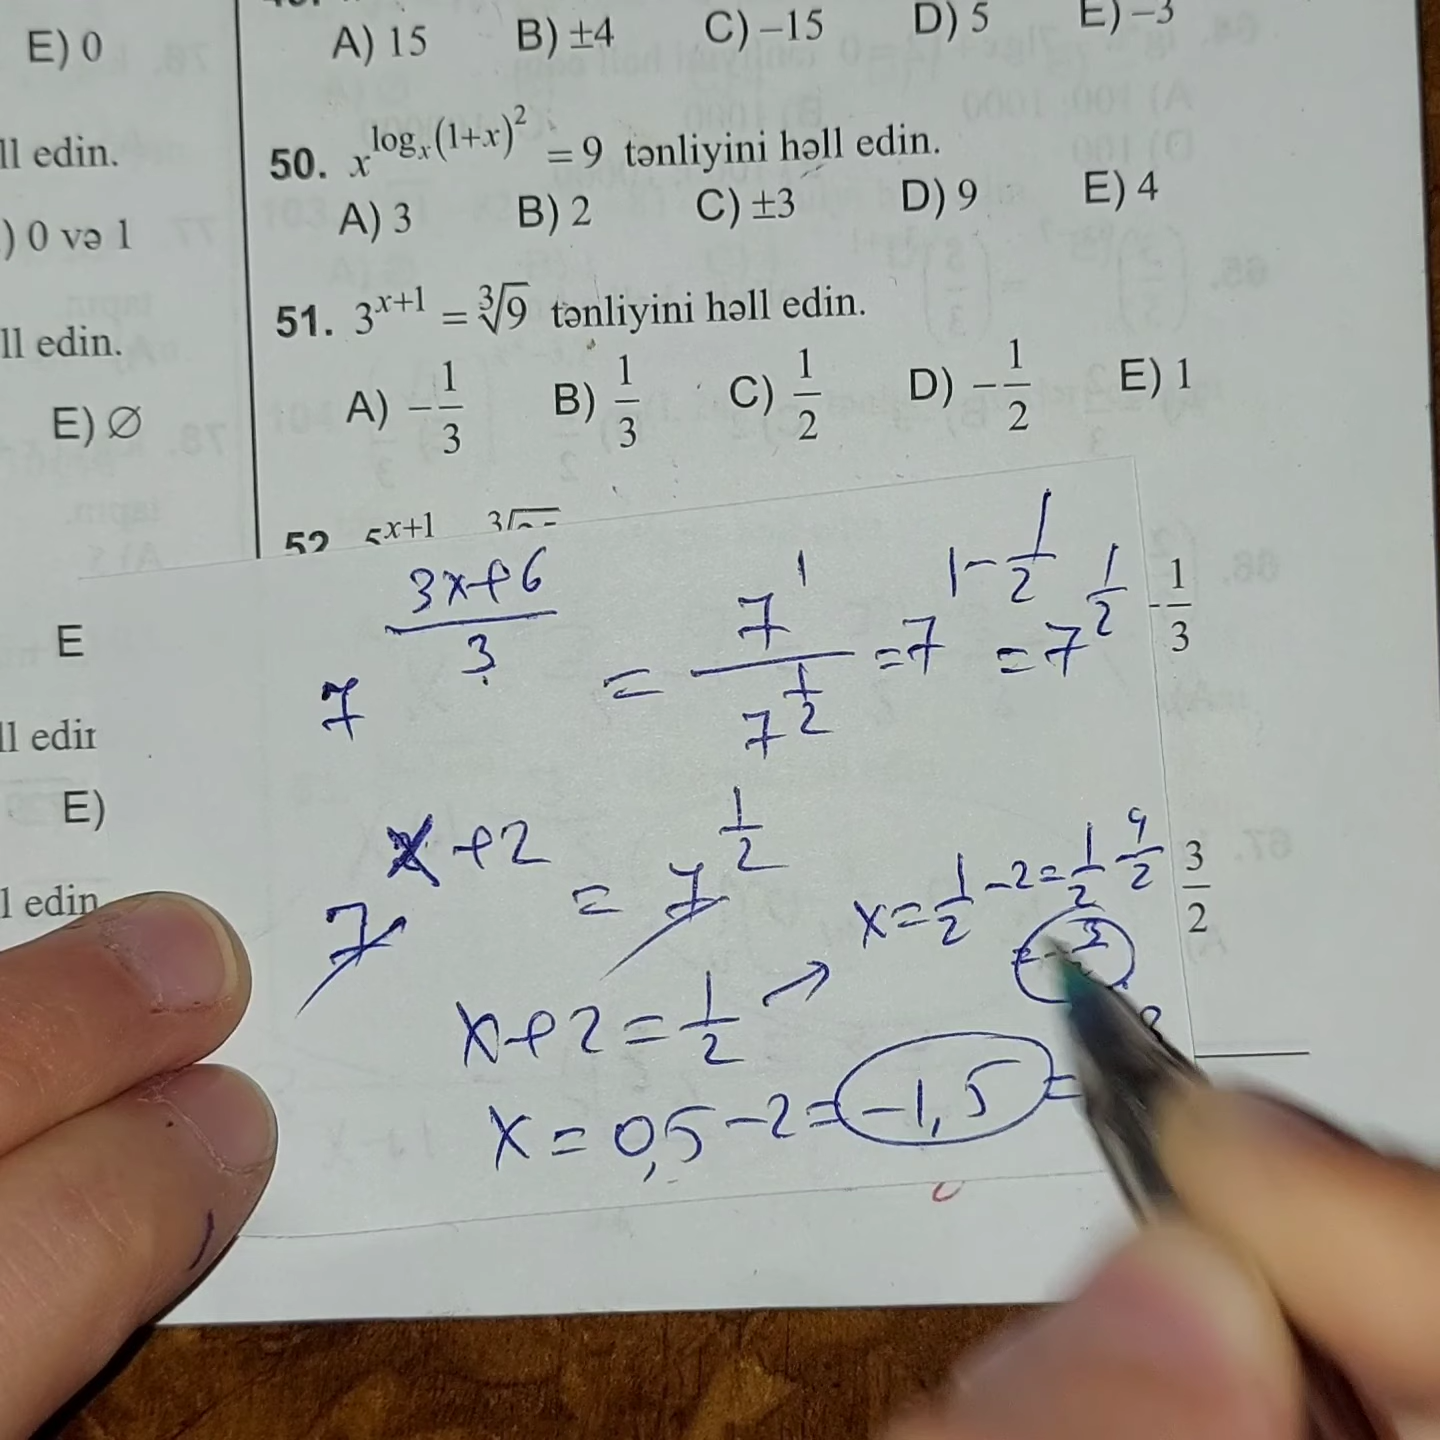 E) 0
ll edin.
) 0 və 1
ll edin.
E) ∅
E
ll edir
E)
l edin
A) 15 B) ±4 C) –15 D) 5 E) –3
50. x^(log_x(1+x)^2) = 9 tənliyini həll edin.
A) 3 B) 2 C) ±3 D) 9 E) 4
51. 3^(x+1) = ∛9 tənliyini həll edin.
A) –1/3 B) 1/3 C) 1/2 D) –1/2 E) 1
52 5^(x+1)
7^((3x+6)/3) = 7^1/7^(1/2) = 7^(1-1/2) = 7^(1/2)
-1/3
7^(x+2) = 7^(1/2)
x = 1/2 - 2 = 1/2 4/2
3/2
x+2 = 1/2 →
x = 0,5 - 2 = -1,5 =